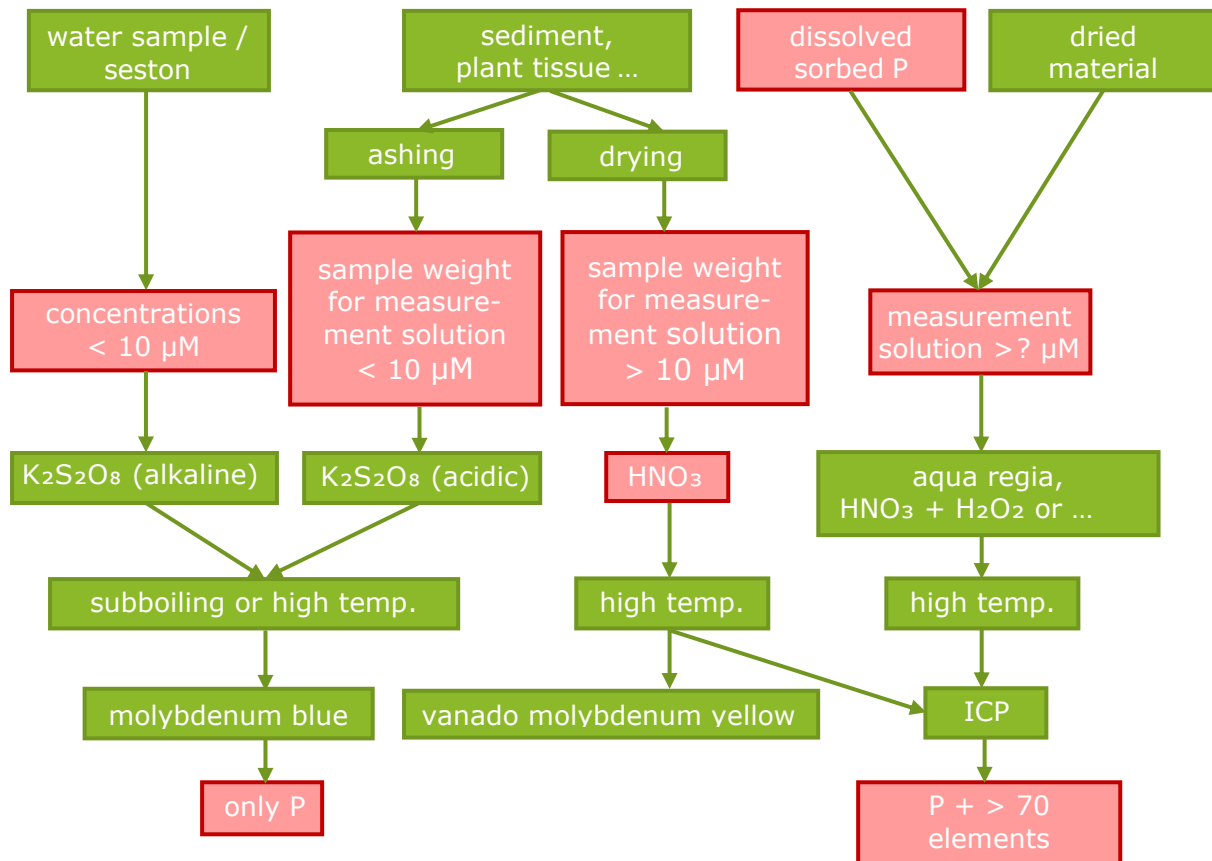 water sample /
seston
sediment,
plant tissue ...
dissolved
sorbed P
dried
material
ashing
drying
concentrations
< 10 µM
sample weight
for measure-
ment solution
< 10 µM
sample weight
for measure-
ment solution
> 10 µM
measurement
solution >? µM
K₂S₂O₈ (alkaline)
K₂S₂O₈ (acidic)
HNO₃
aqua regia,
HNO₃ + H₂O₂ or ...
subboiling or high temp.
high temp.
high temp.
molybdenum blue
vanado molybdenum yellow
ICP
only P
P + > 70
elements